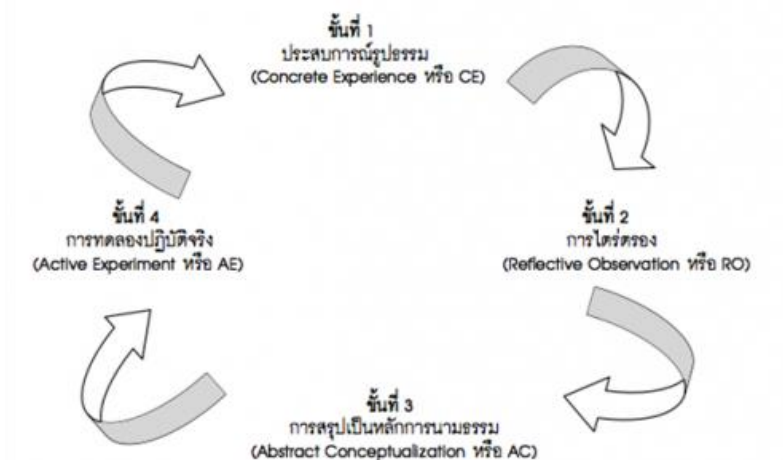 ขั้นที่ 1
ประสบการณ์รูปธรรม
(Concrete Experience หรือ CE)
ขั้นที่ 2
การไตร่ตรอง
(Reflective Observation หรือ RO)
ขั้นที่ 3
การสรุปเป็นหลักการนามธรรม
(Abstract Conceptualization หรือ AC)
ขั้นที่ 4
การทดลองปฏิบัติจริง
(Active Experiment หรือ AE)